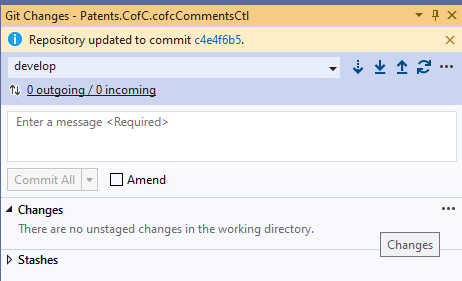 Git Changes - Patents.CofC.cofcCommentsCtl
Repository updated to commit c4e4f6b5.
develop
0 outgoing / 0 incoming
Enter a message <Required>
Commit All
Amend
Changes
There are no unstaged changes in the working directory.
Changes
Stashes